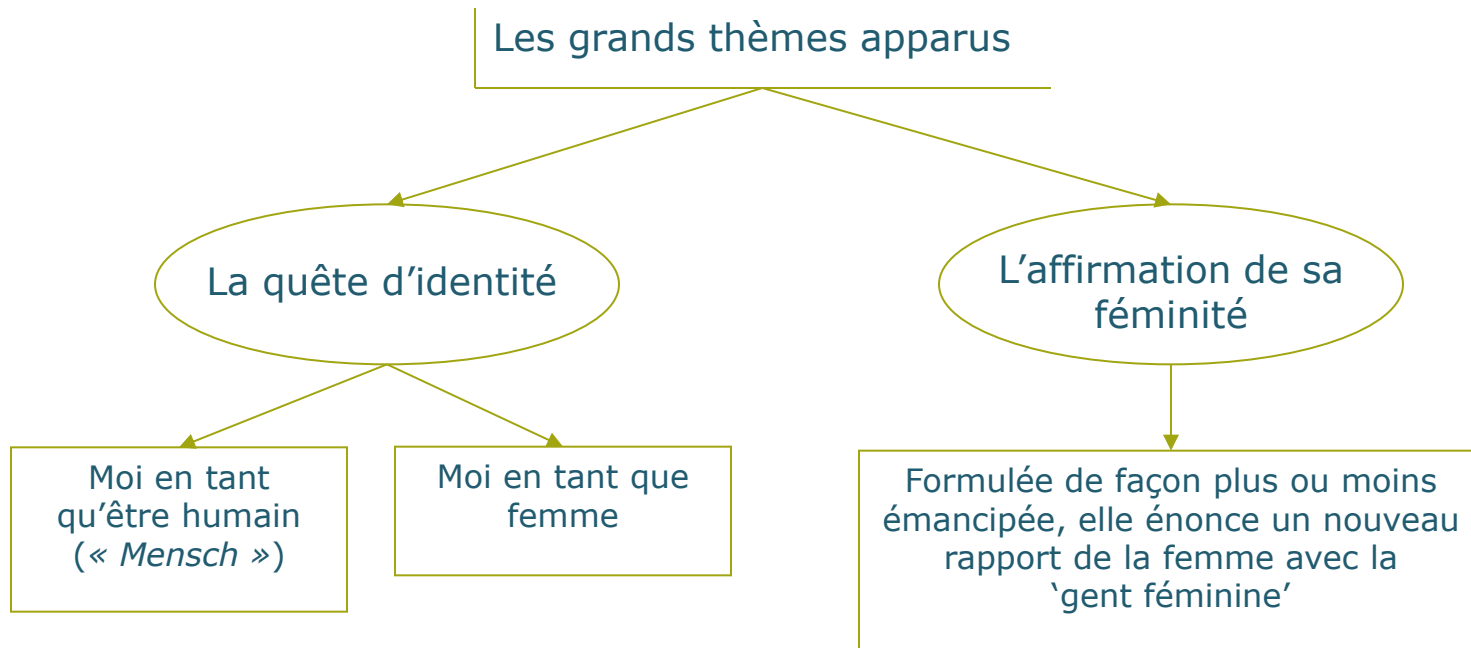 Les grands thèmes apparus
La quête d’identité
L’affirmation de sa
féminité
Moi en tant
qu’être humain
(« Mensch »)
Moi en tant que
femme
Formulée de façon plus ou moins
émancipée, elle énonce un nouveau
rapport de la femme avec la
‘gent féminine’